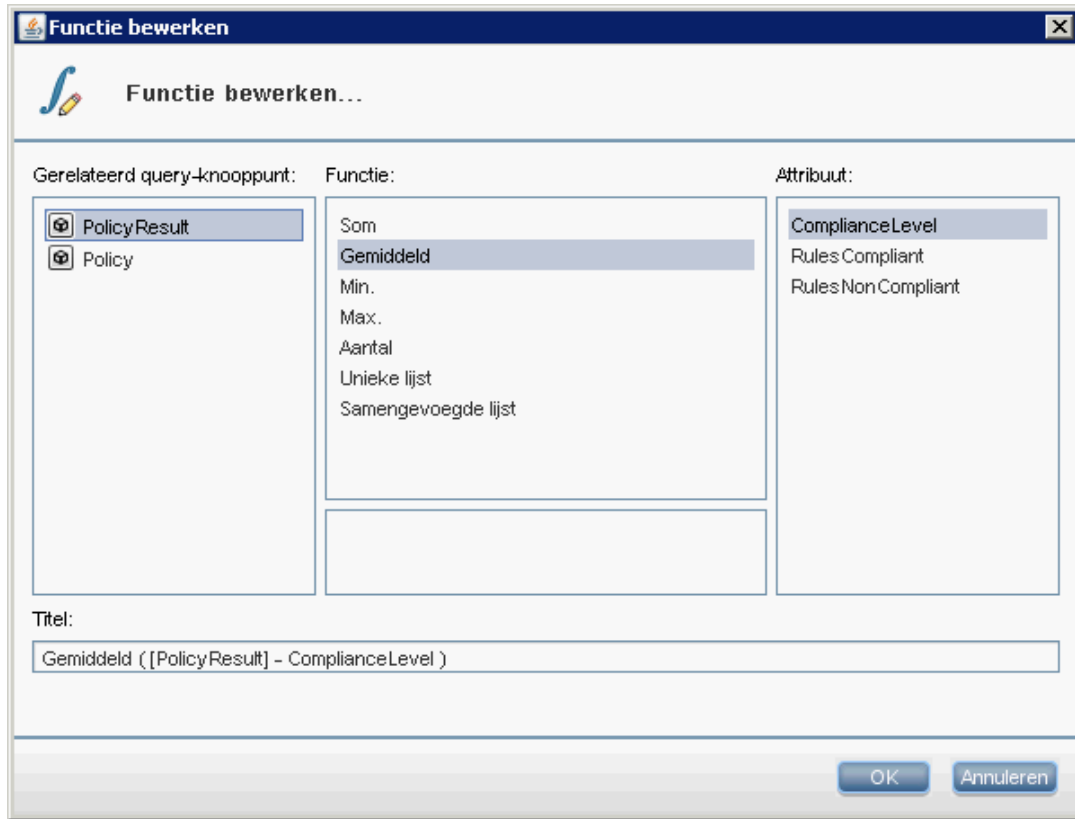 Functie bewerken
Functie bewerken...
Gerelateerd query-knooppunt:
PolicyResult
Policy
Functie:
Som
Gemiddeld
Min.
Max.
Aantal
Unieke lijst
Samengevoegde lijst
Attribuut:
ComplianceLevel
RulesCompliant
RulesNonCompliant
Titel:
Gemiddeld ( [PolicyResult] - ComplianceLevel )
OK Annuleren